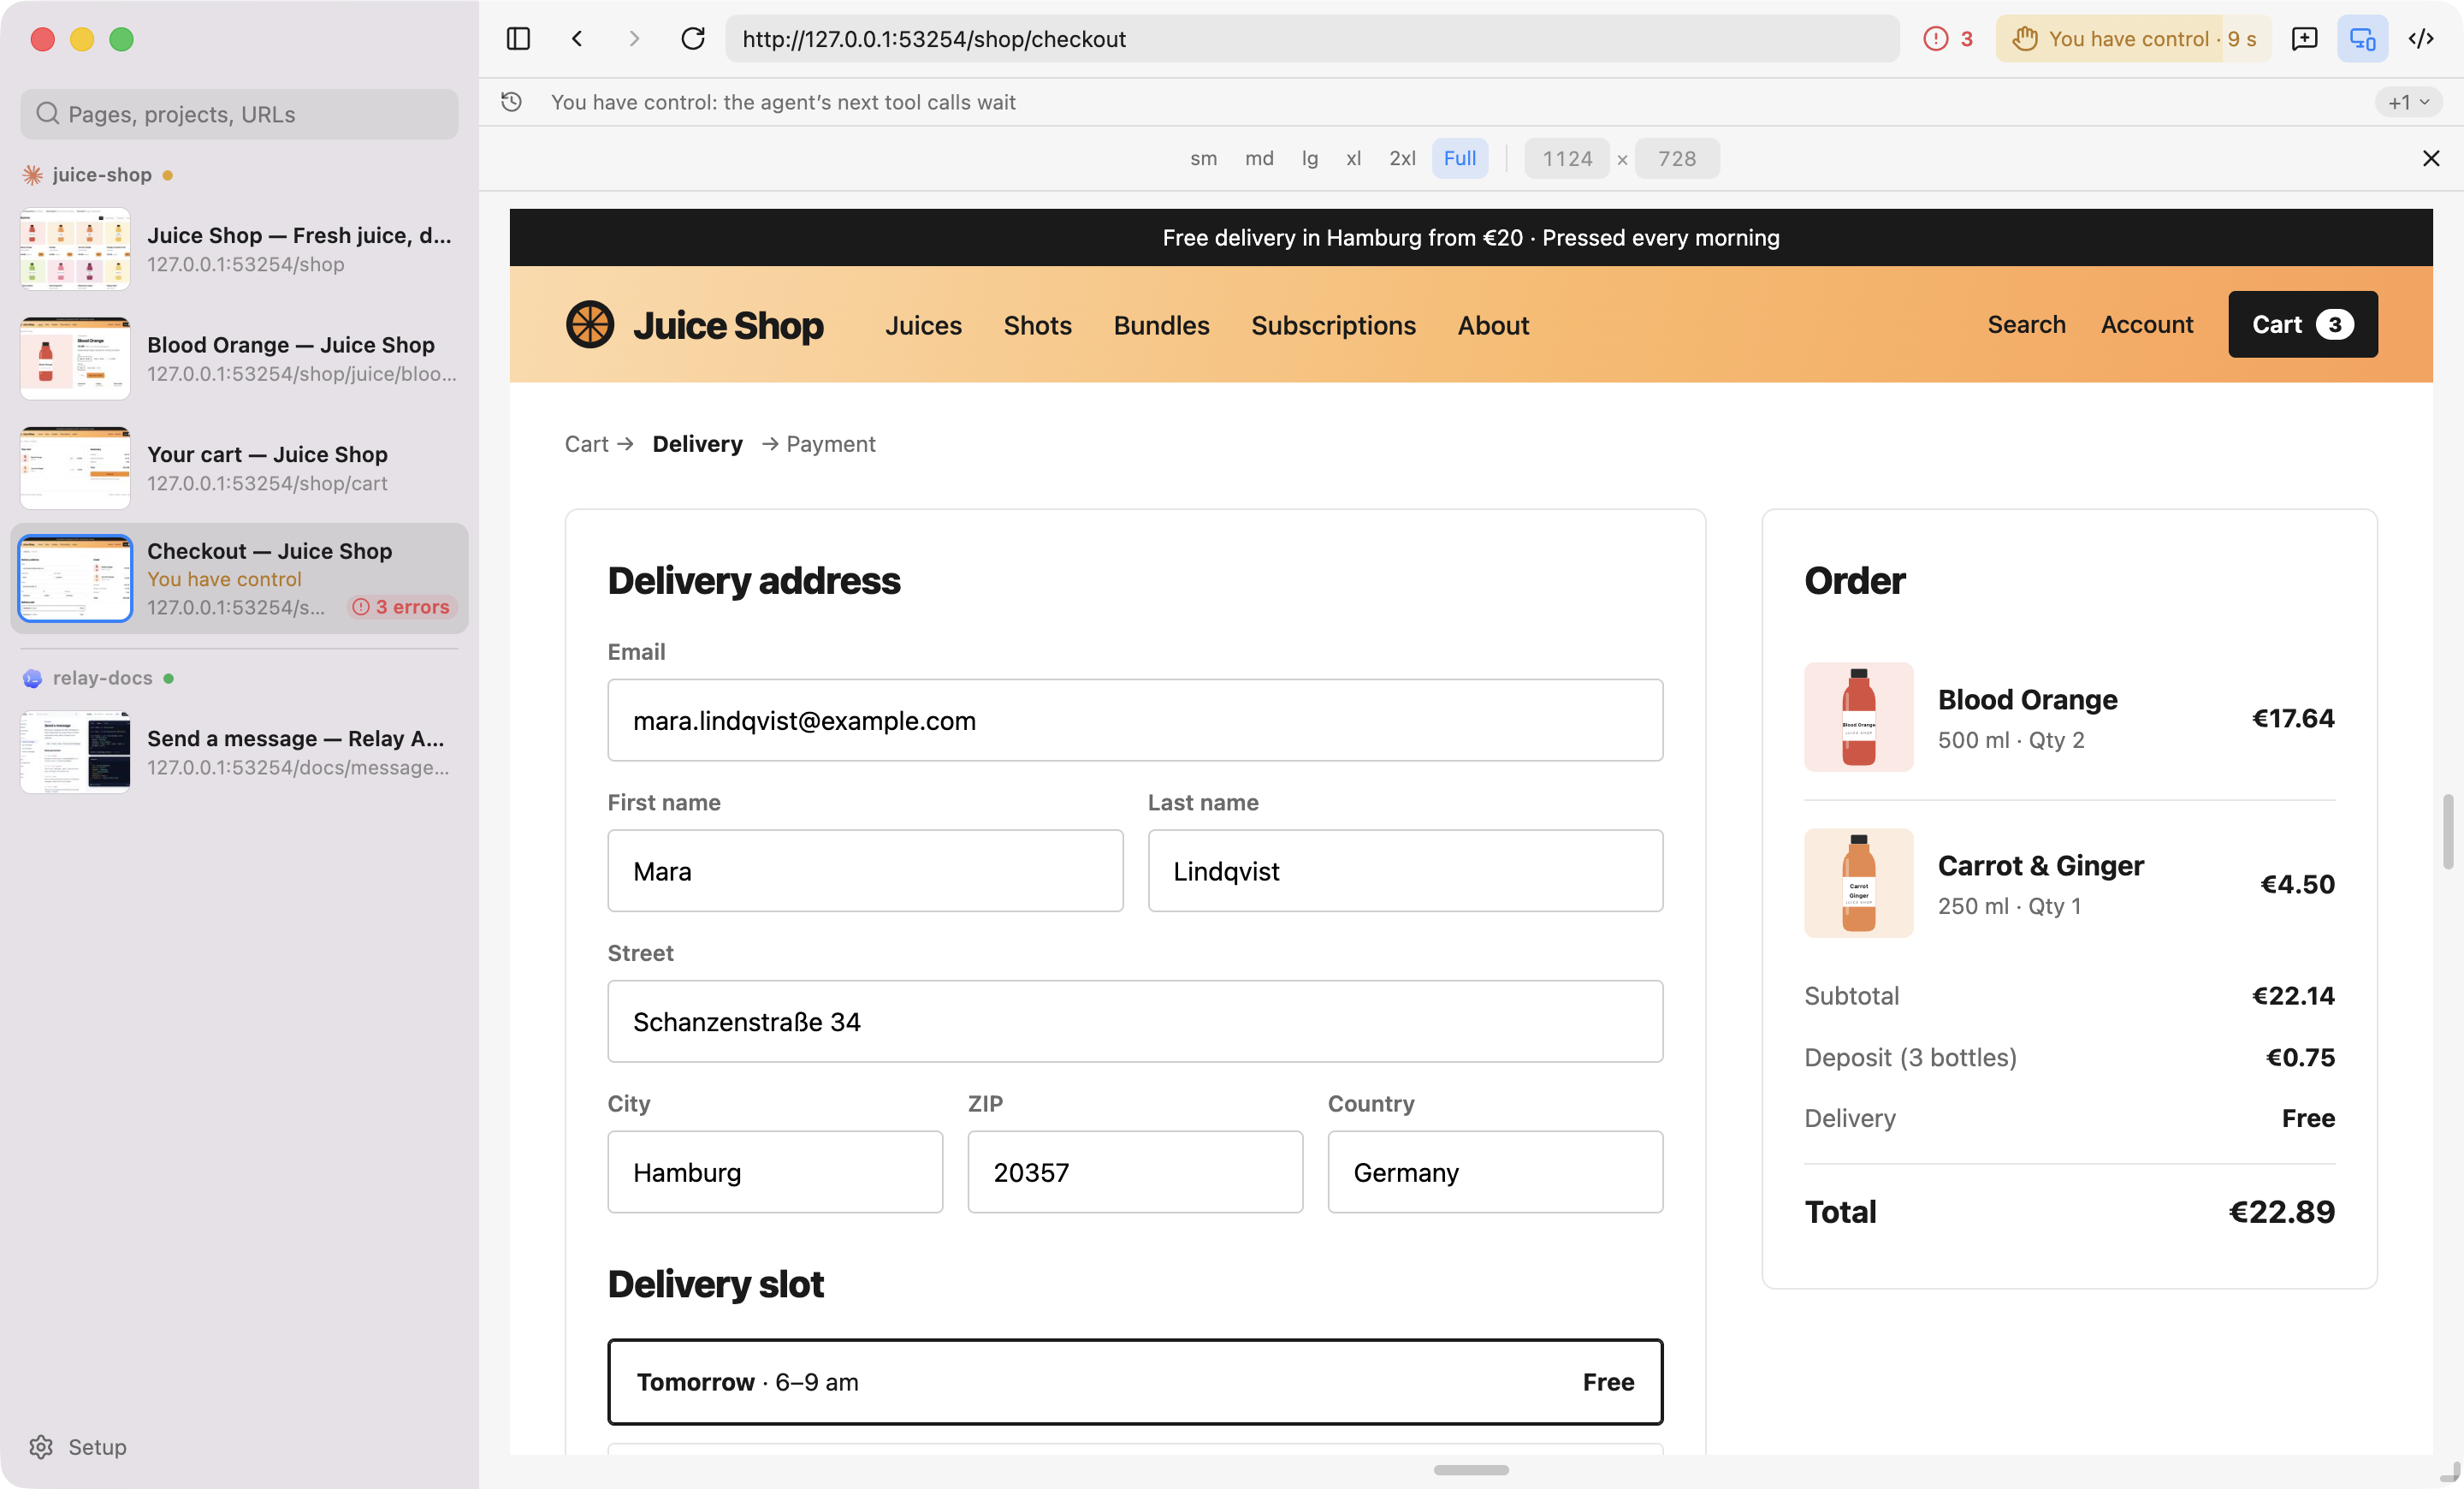 http://127.0.0.1:53254/shop/checkout
3
You have control · 9 s
Pages, projects, URLs
You have control: the agent’s next tool calls wait
+1
sm md lg xl 2xl Full 1124 × 728
juice-shop
Juice Shop — Fresh juice, d...
127.0.0.1:53254/shop
Blood Orange — Juice Shop
127.0.0.1:53254/shop/juice/bloo...
Your cart — Juice Shop
127.0.0.1:53254/shop/cart
Checkout — Juice Shop
You have control
127.0.0.1:53254/s... 3 errors
relay-docs
Send a message — Relay A...
127.0.0.1:53254/docs/message...
Setup
Free delivery in Hamburg from €20 · Pressed every morning
Juice Shop Juices Shots Bundles Subscriptions About Search Account Cart 3
Cart → Delivery → Payment
Delivery address
Email
mara.lindqvist@example.com
First name Last name
Mara Lindqvist
Street
Schanzenstraße 34
City ZIP Country
Hamburg 20357 Germany
Delivery slot
Tomorrow · 6–9 am Free
Order
Blood Orange
JUICE SHOP
Blood Orange
500 ml · Qty 2
€17.64
Carrot
Ginger
JUICE SHOP
Carrot & Ginger
250 ml · Qty 1
€4.50
Subtotal €22.14
Deposit (3 bottles) €0.75
Delivery Free
Total €22.89